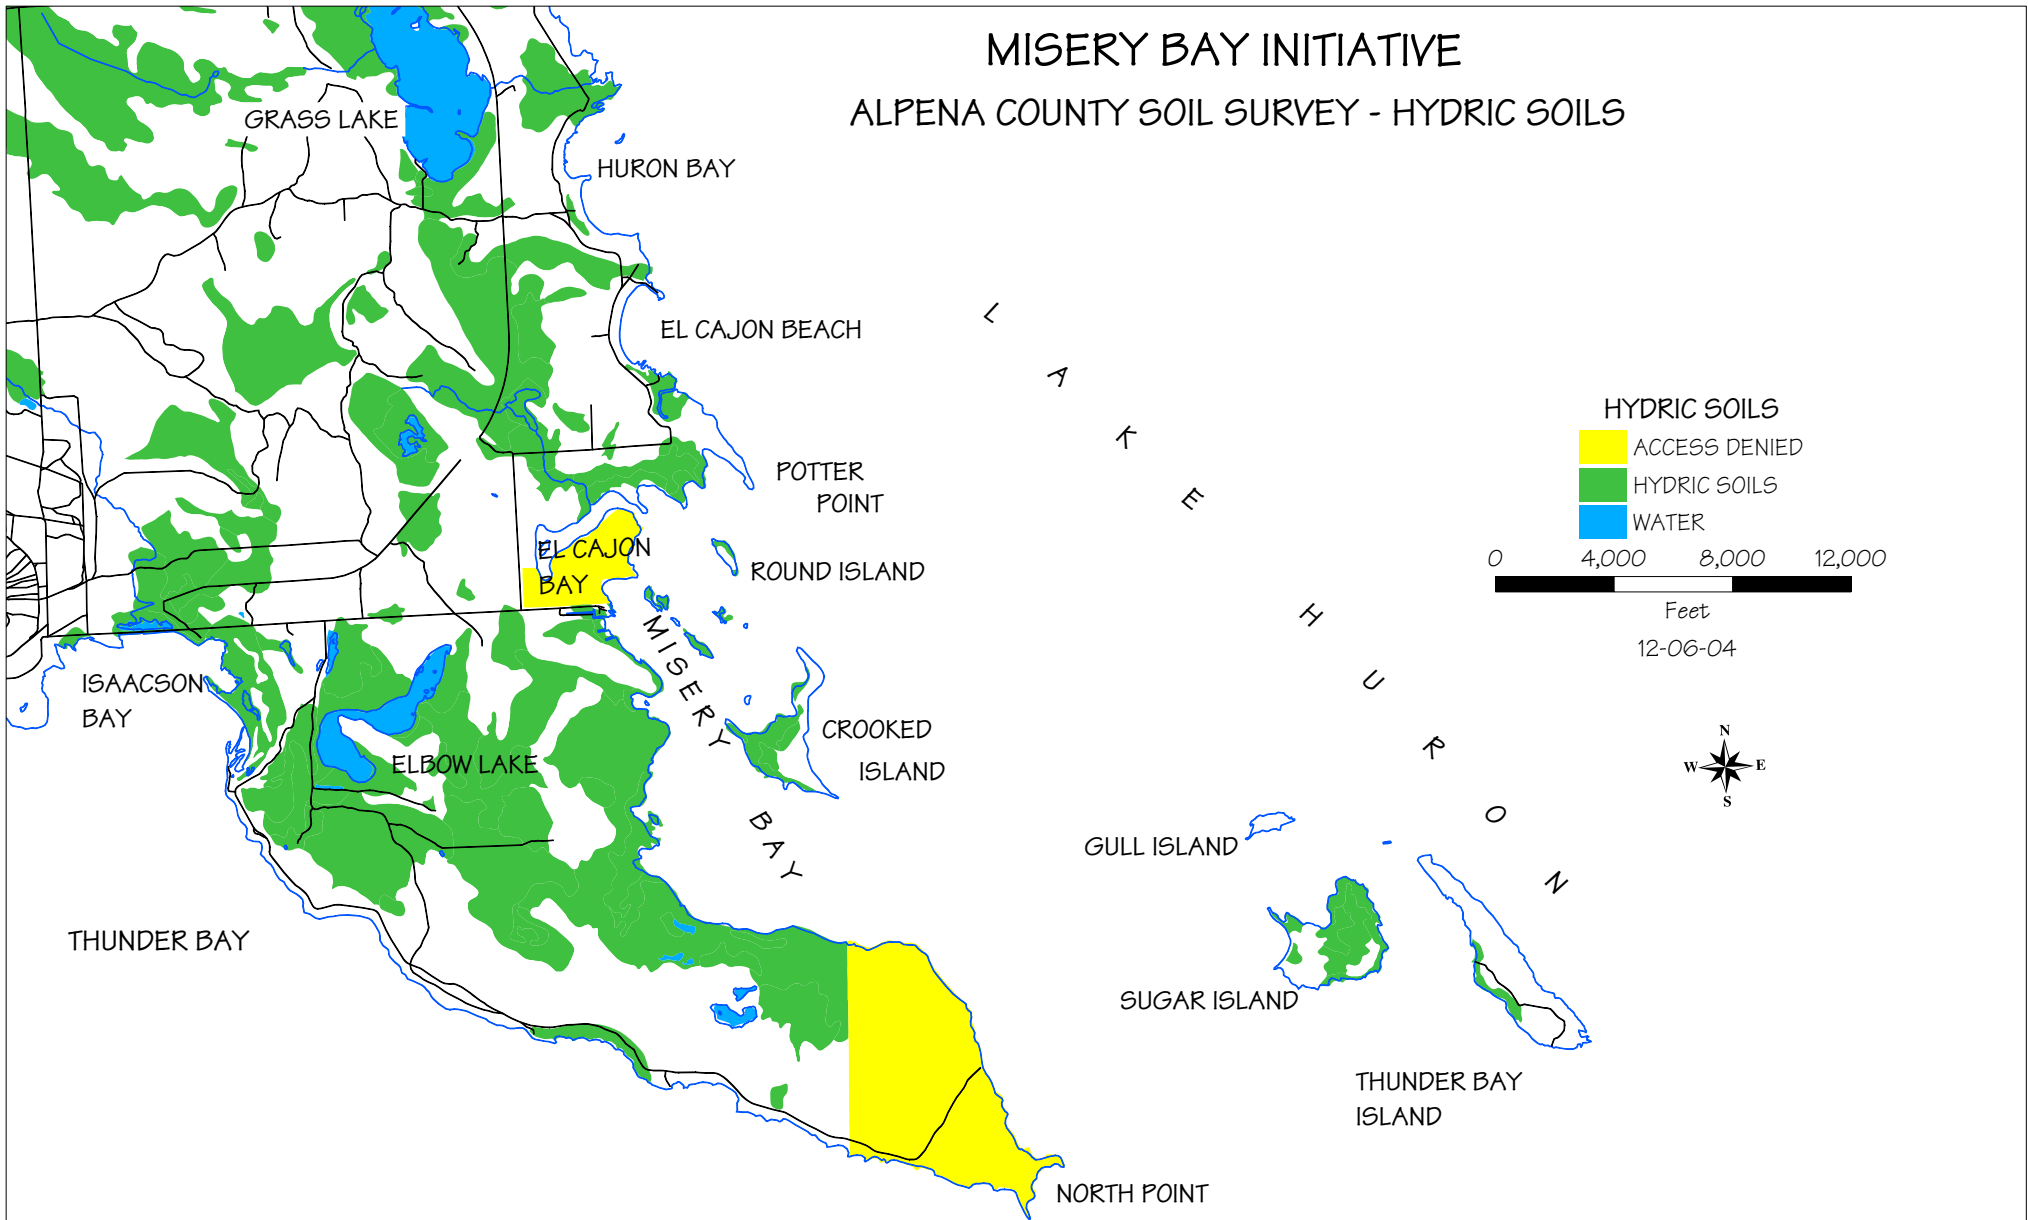 MISERY BAY INITIATIVE
ALPENA COUNTY SOIL SURVEY - HYDRIC SOILS
GRASS LAKE
HURON BAY
EL CAJON BEACH
POTTER
POINT
EL CAJON
BAY
ROUND ISLAND
MISERY BAY
CROOKED
ISLAND
ISAACSON
BAY
ELBOW LAKE
THUNDER BAY
LAKE HURON
GULL ISLAND
SUGAR ISLAND
THUNDER BAY
ISLAND
NORTH POINT
HYDRIC SOILS
ACCESS DENIED
HYDRIC SOILS
WATER
0 4,000 8,000 12,000
Feet
12-06-04
N
W E
S